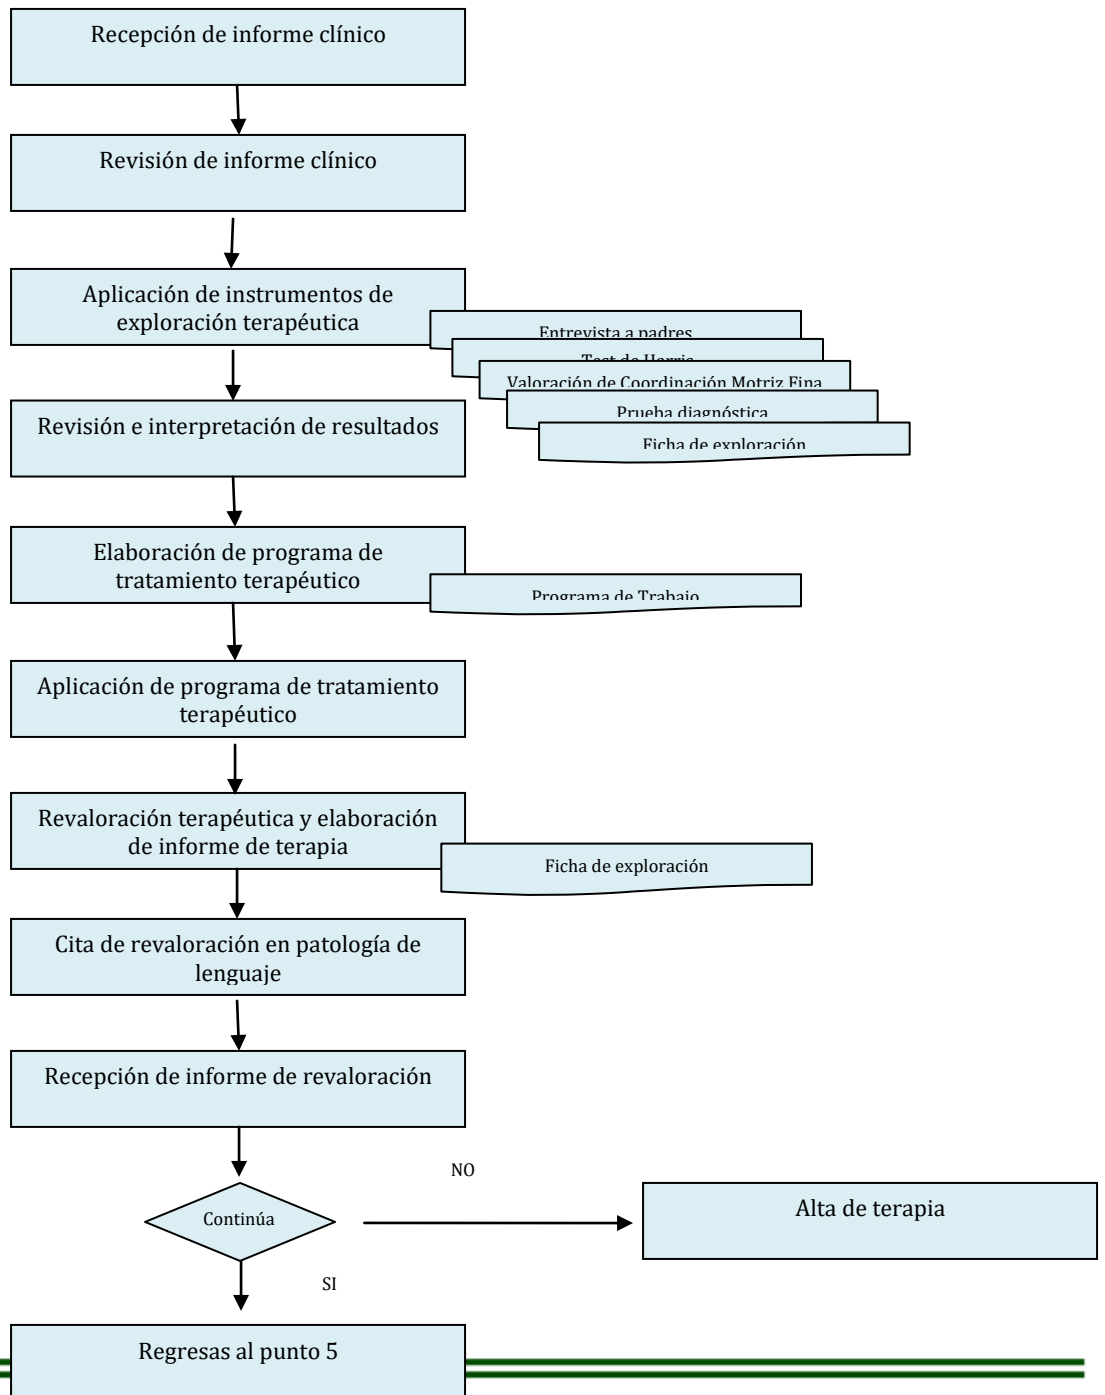 Recepción de informe clínico
Revisión de informe clínico
Aplicación de instrumentos de
exploración terapéutica
Entrevista a padres
Test de Harris
Valoración de Coordinación Motriz Fina
Prueba diagnóstica
Ficha de exploración
Revisión e interpretación de resultados
Elaboración de programa de
tratamiento terapéutico
Programa de Trabajo
Aplicación de programa de tratamiento
terapéutico
Revaloración terapéutica y elaboración
de informe de terapia
Ficha de exploración
Cita de revaloración en patología de
lenguaje
Recepción de informe de revaloración
NO
Continúa
Alta de terapia
SI
Regresas al punto 5